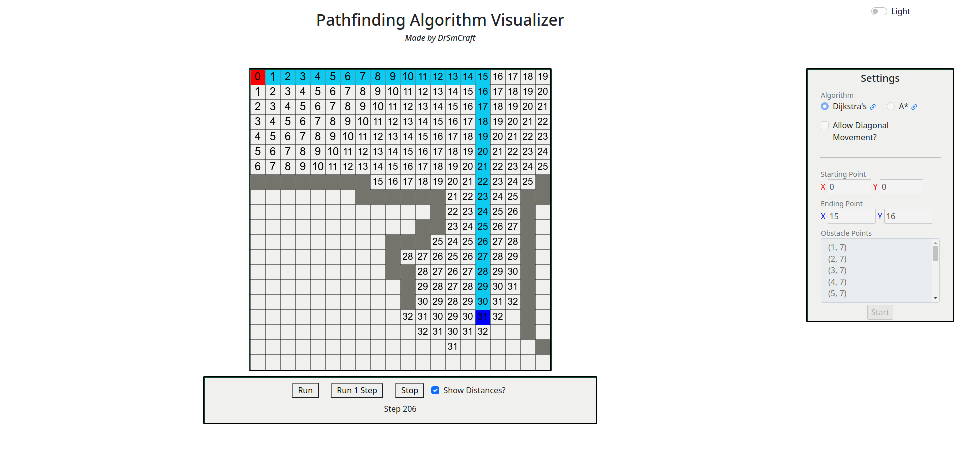 Pathfinding Algorithm Visualizer
Made by DrSmCraft
Light
0 1 2 3 4 5 6 7 8 9 10 11 12 13 14 15 16 17 18 19
1 2 3 4 5 6 7 8 9 10 11 12 13 14 15 16 17 18 19 20
2 3 4 5 6 7 8 9 10 11 12 13 14 15 16 17 18 19 20 21
3 4 5 6 7 8 9 10 11 12 13 14 15 16 17 18 19 20 21 22
4 5 6 7 8 9 10 11 12 13 14 15 16 17 18 19 20 21 22 23
5 6 7 8 9 10 11 12 13 14 15 16 17 18 19 20 21 22 23 24
6 7 8 9 10 11 12 13 14 15 16 17 18 19 20 21 22 23 24 25
15 16 17 18 19 20 21 22 23 24 25
21 22 23 24 25
22 23 24 25 26
23 24 25 26 27
25 24 25 26 27 28
28 27 26 25 26 27 28 29
28 27 26 27 28 29 30
29 28 27 28 29 30 31
30 29 28 29 30 31 32
32 31 30 29 30 31 32
32 31 30 31 32
31
Run Run 1 Step Stop Show Distances?
Step 206
Settings
Algorithm
Dijkstra's A*
Allow Diagonal
Movement?
Starting Point
X 0 Y 0
Ending Point
X 15 Y 16
Obstacle Points
(1, 7)
(2, 7)
(3, 7)
(4, 7)
(5, 7)
Start